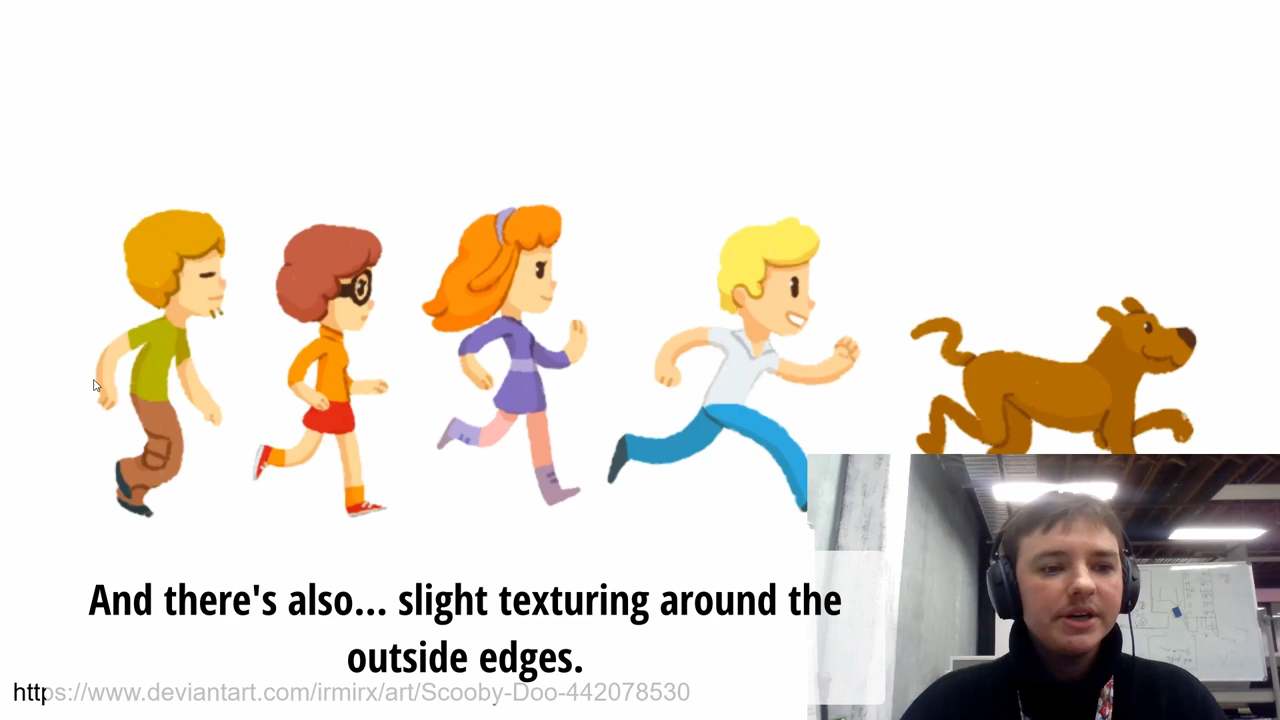 And there's also... slight texturing around the
outside edges.
https://www.deviantart.com/irmirx/art/Scooby-Doo-442078530